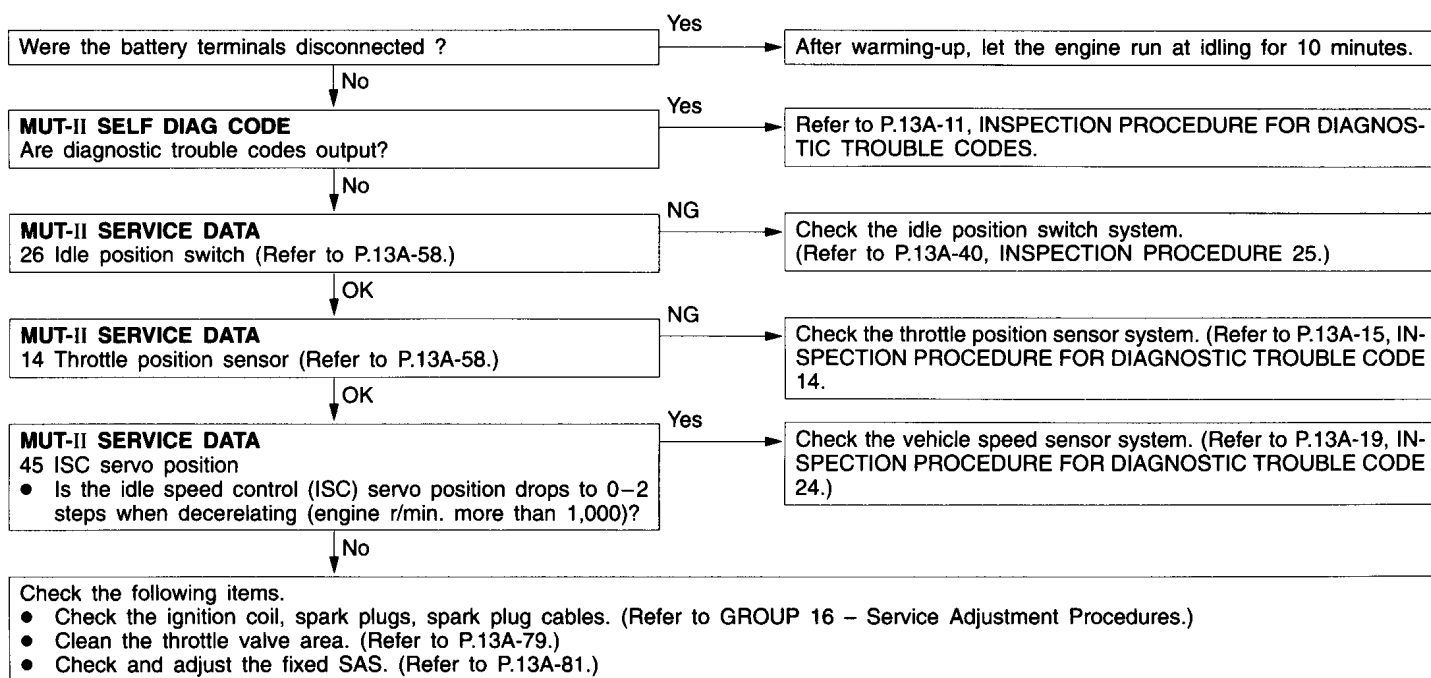 Were the battery terminals disconnected ?
Yes
After warming-up, let the engine run at idling for 10 minutes.
No
MUT-II SELF DIAG CODE
Are diagnostic trouble codes output?
Yes
Refer to P.13A-11, INSPECTION PROCEDURE FOR DIAGNOS-
TIC TROUBLE CODES.
No
MUT-II SERVICE DATA
26 Idle position switch (Refer to P.13A-58.)
NG
Check the idle position switch system.
(Refer to P.13A-40, INSPECTION PROCEDURE 25.)
OK
MUT-II SERVICE DATA
14 Throttle position sensor (Refer to P.13A-58.)
NG
Check the throttle position sensor system. (Refer to P.13A-15, IN-
SPECTION PROCEDURE FOR DIAGNOSTIC TROUBLE CODE
14.
OK
MUT-II SERVICE DATA
45 ISC servo position
● Is the idle speed control (ISC) servo position drops to 0–2
steps when decerelating (engine r/min. more than 1,000)?
Yes
Check the vehicle speed sensor system. (Refer to P.13A-19, IN-
SPECTION PROCEDURE FOR DIAGNOSTIC TROUBLE CODE
24.)
No
Check the following items.
● Check the ignition coil, spark plugs, spark plug cables. (Refer to GROUP 16 – Service Adjustment Procedures.)
● Clean the throttle valve area. (Refer to P.13A-79.)
● Check and adjust the fixed SAS. (Refer to P.13A-81.)